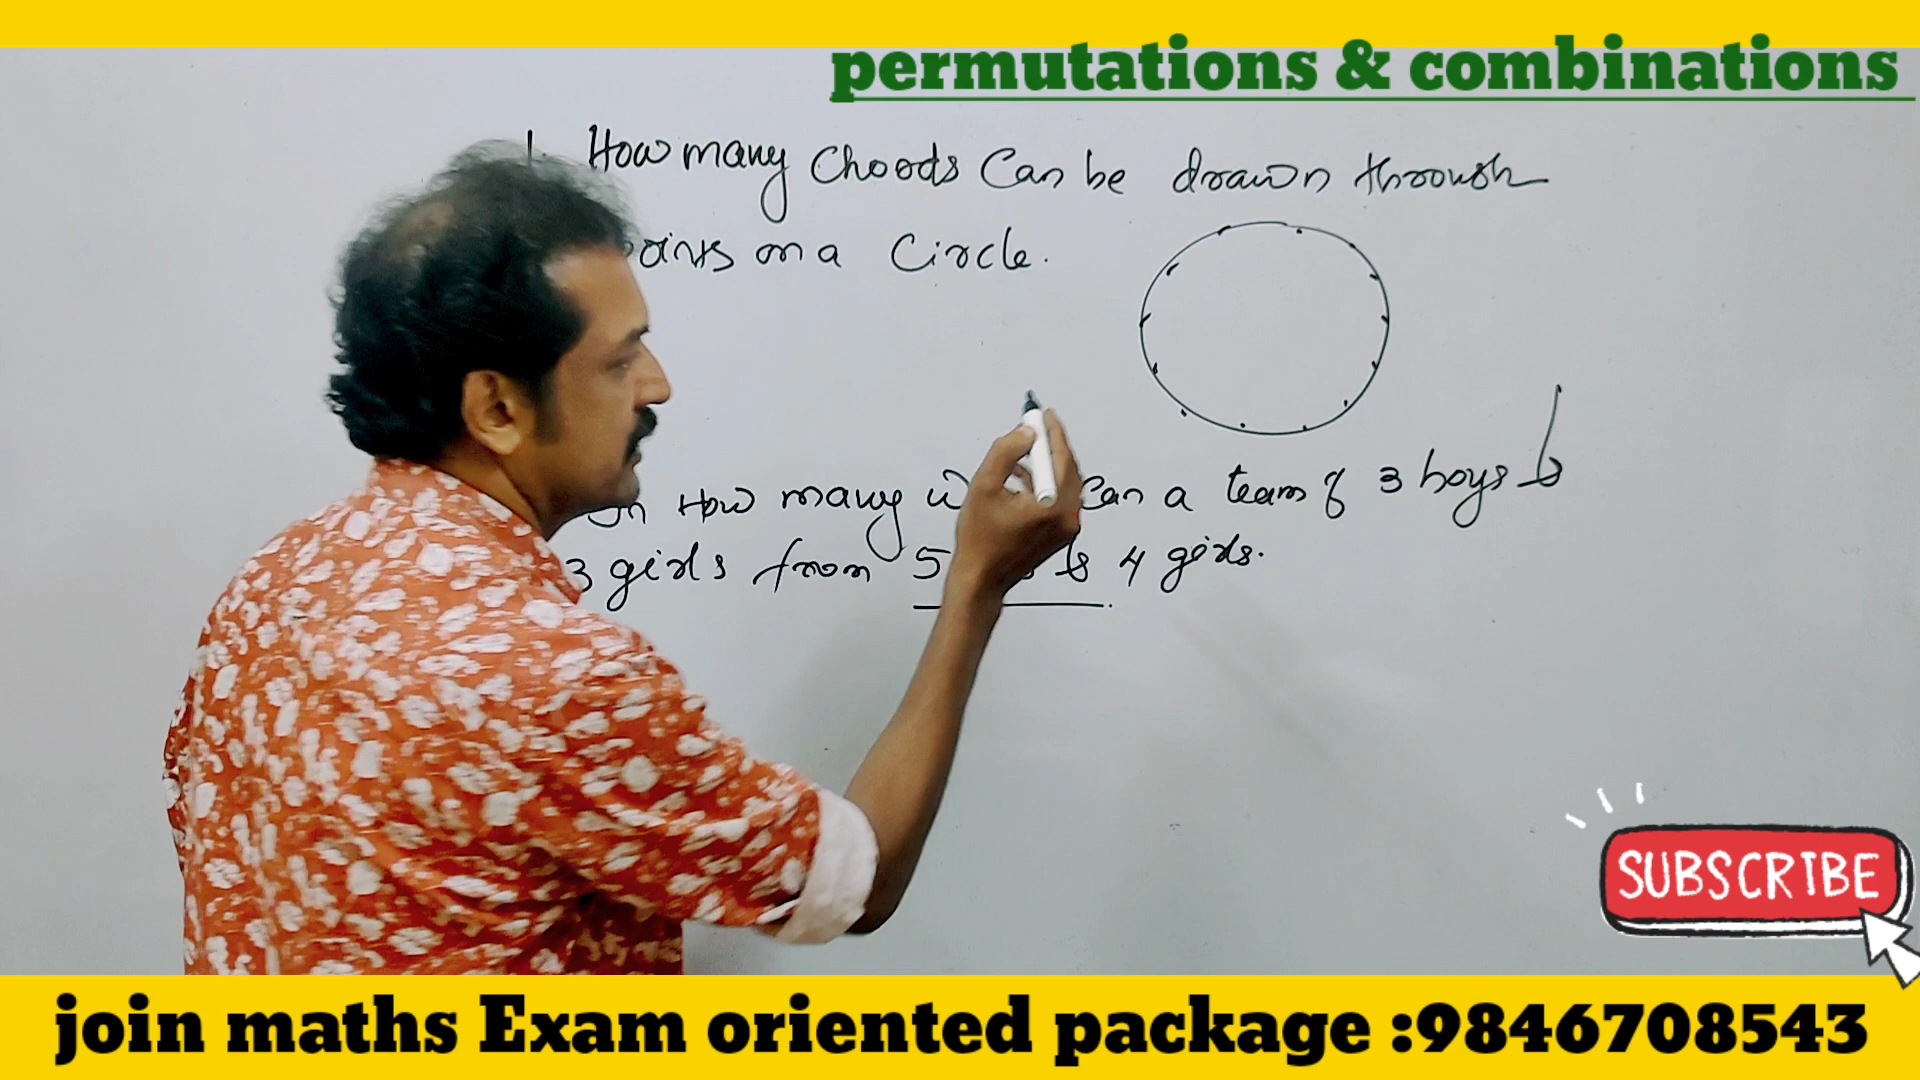 permutations & combinations
1. How many Chords Can be drawn through
points on a Circle.
In How many Can a team of 3 boys &
3 girls from 5 & 4 girls.
SUBSCRIBE
join maths Exam oriented package :9846708543